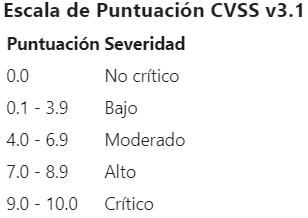 Escala de Puntuación CVSS v3.1
Puntuación Severidad
0.0 No crítico
0.1 - 3.9 Bajo
4.0 - 6.9 Moderado
7.0 - 8.9 Alto
9.0 - 10.0 Crítico